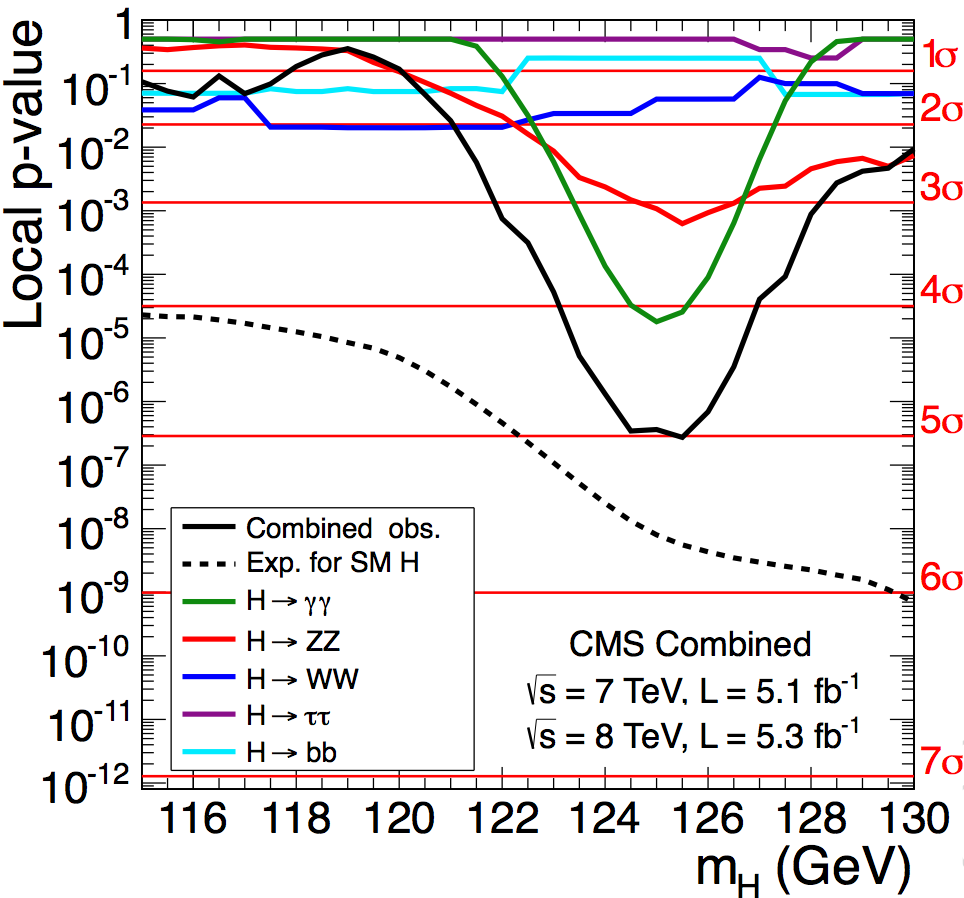 Local p-value
1
10⁻¹
10⁻²
10⁻³
10⁻⁴
10⁻⁵
10⁻⁶
10⁻⁷
10⁻⁸
10⁻⁹
10⁻¹⁰
10⁻¹¹
10⁻¹²
1σ
2σ
3σ
4σ
5σ
6σ
7σ
Combined obs.
Exp. for SM H
H → γγ
H → ZZ
H → WW
H → ττ
H → bb
CMS Combined
√s = 7 TeV, L = 5.1 fb⁻¹
√s = 8 TeV, L = 5.3 fb⁻¹
116 118 120 122 124 126 128 130
m_H (GeV)